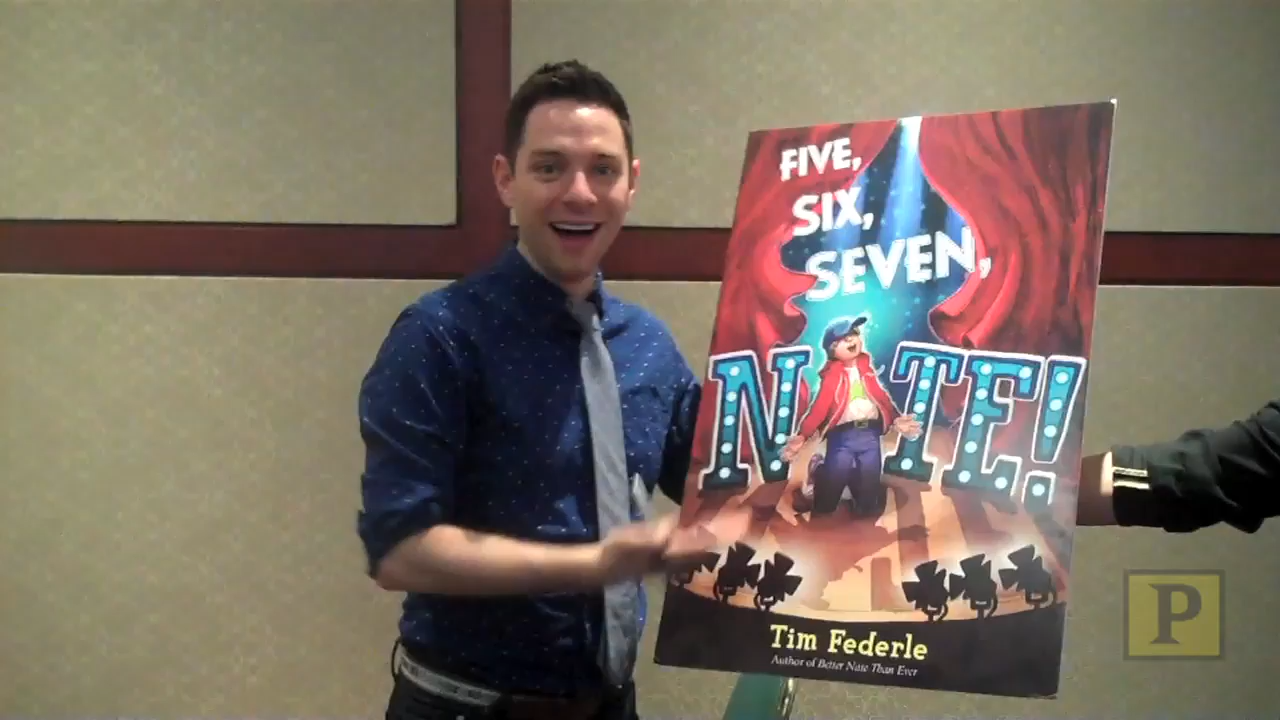 FIVE,
SIX,
SEVEN,
NATE!
Tim Federle
Author of Better Nate Than Ever
P